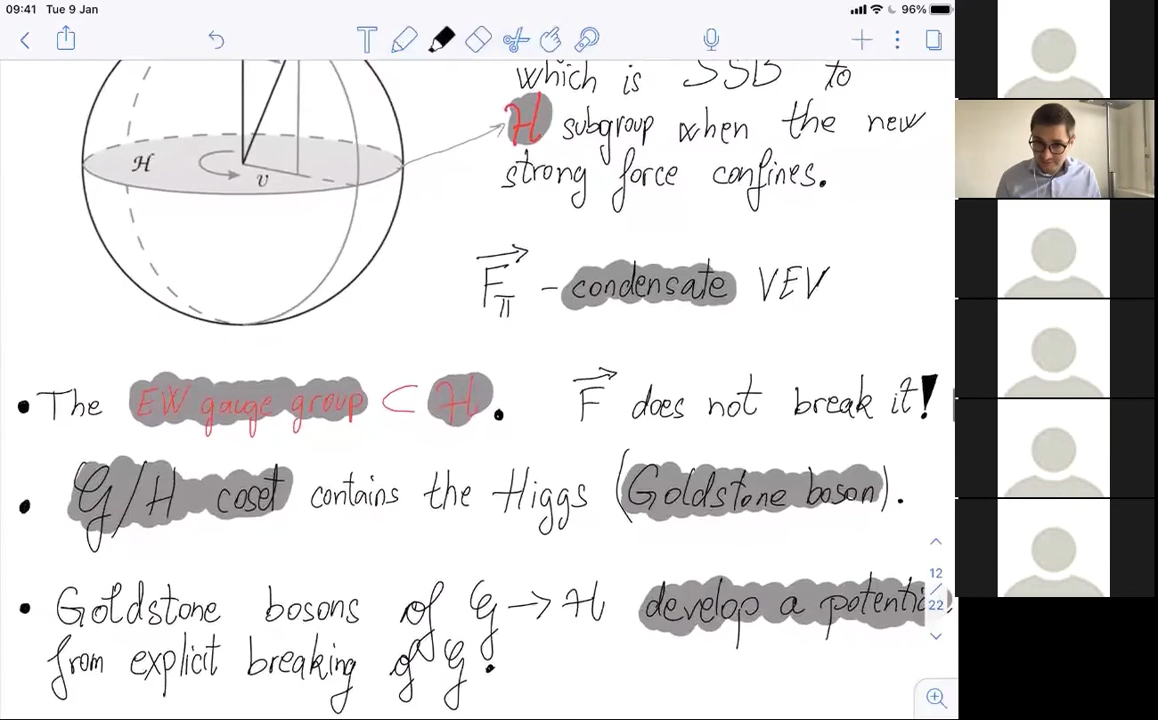 09:41 Tue 9 Jan
96%
which is SSB to
H subgroup when the new
strong force confines.
H
v
F_π - condensate VEV
• The EW gauge group ⊂ H. F does not break it!
• G/H coset contains the Higgs (Goldstone boson).
12
/
22
• Goldstone bosons of G → H develop a potentia
from explicit breaking of G.